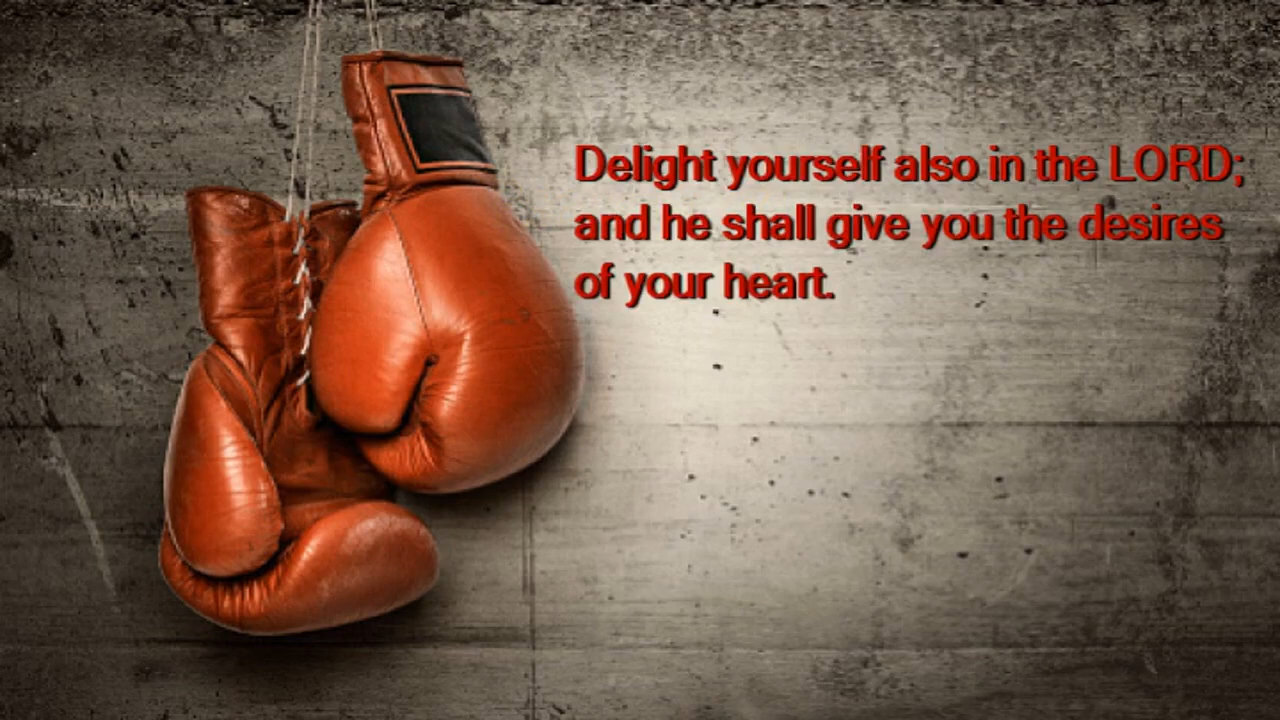 Delight yourself also in the LORD;
and he shall give you the desires
of your heart.